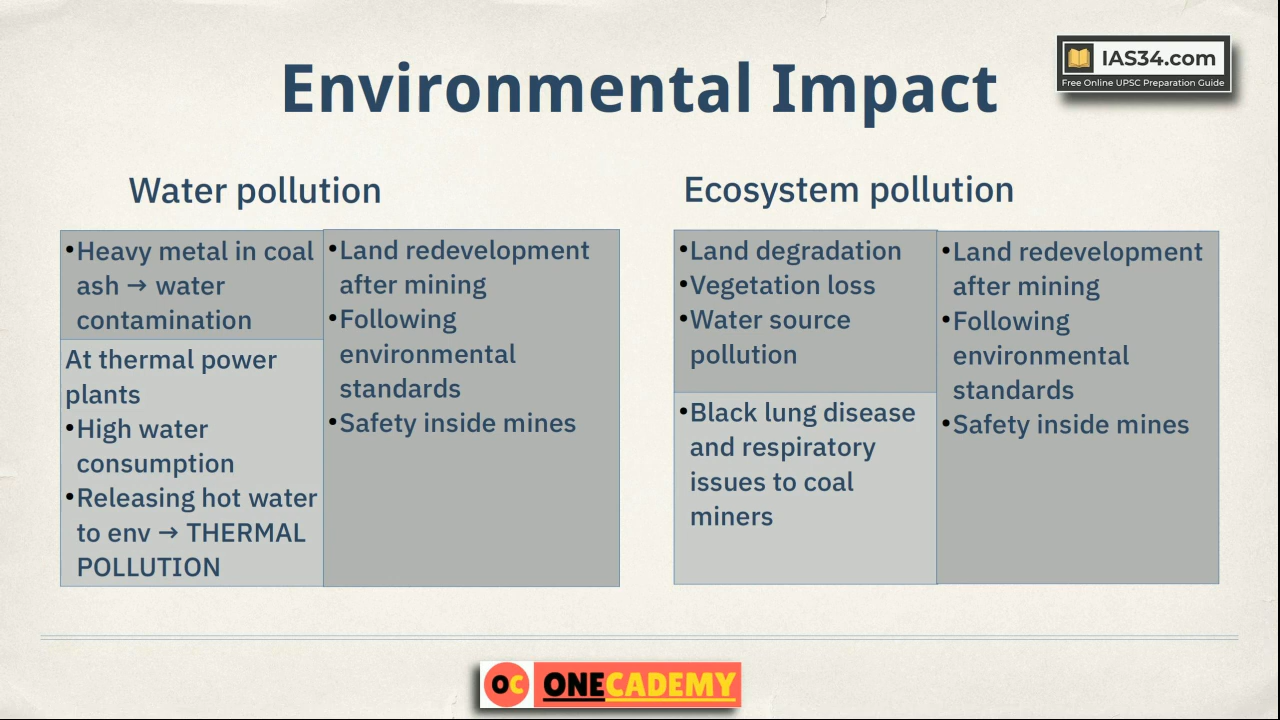 Environmental Impact
IAS34.com
Free Online UPSC Preparation Guide
Water pollution
•Heavy metal in coal
ash → water
contamination
At thermal power
plants
•High water
consumption
•Releasing hot water
to env → THERMAL
POLLUTION
•Land redevelopment
after mining
•Following
environmental
standards
•Safety inside mines
Ecosystem pollution
•Land degradation
•Vegetation loss
•Water source
pollution
•Black lung disease
and respiratory
issues to coal
miners
•Land redevelopment
after mining
•Following
environmental
standards
•Safety inside mines
OC ONECADEMY